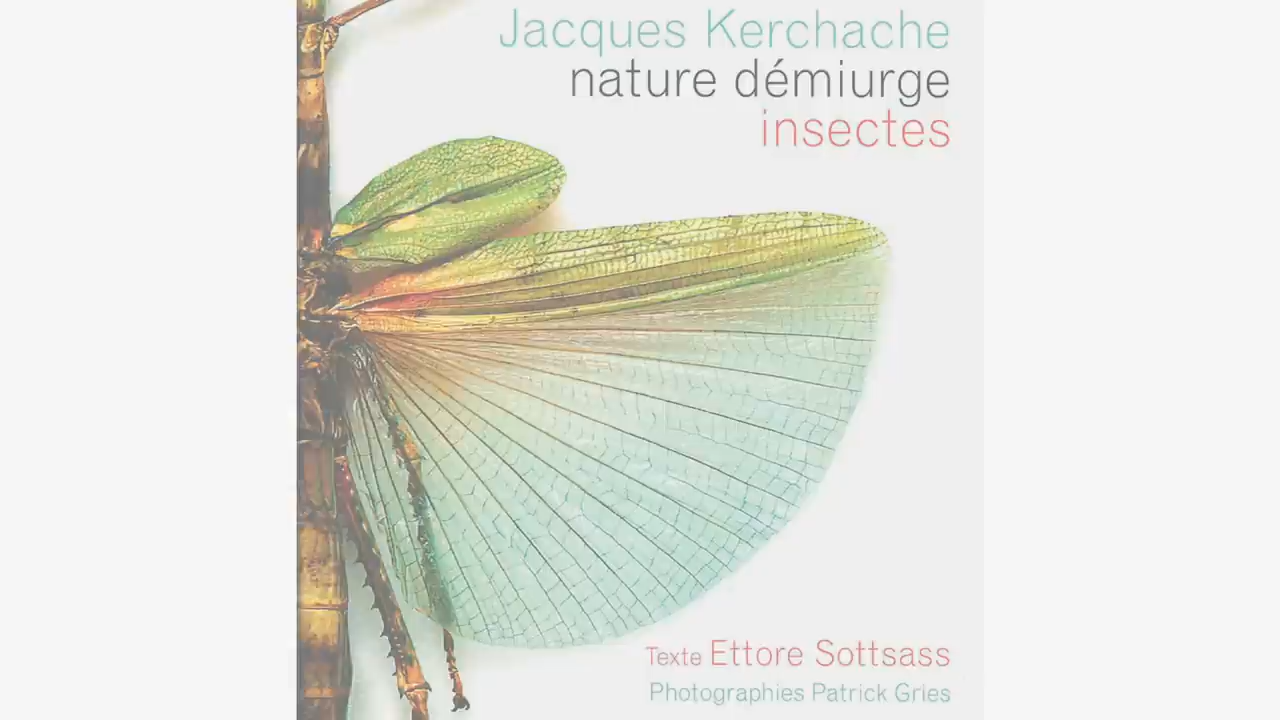 Jacques Kerchache
nature démiurge
insectes
Texte Ettore Sottsass
Photographies Patrick Gries